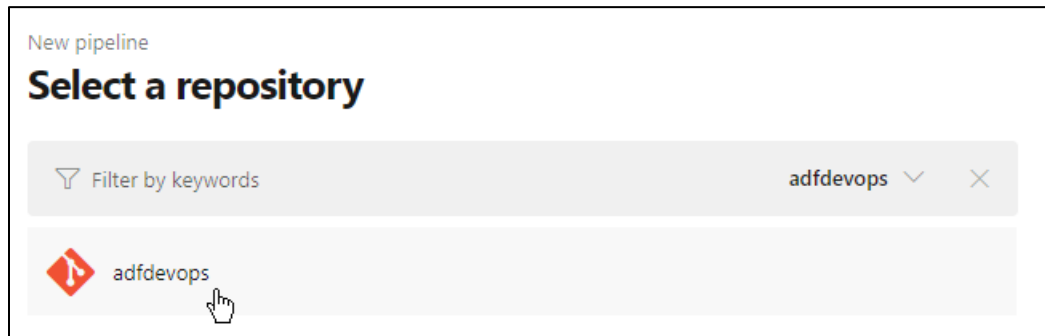 New pipeline
Select a repository
Filter by keywords adfdevops
adfdevops